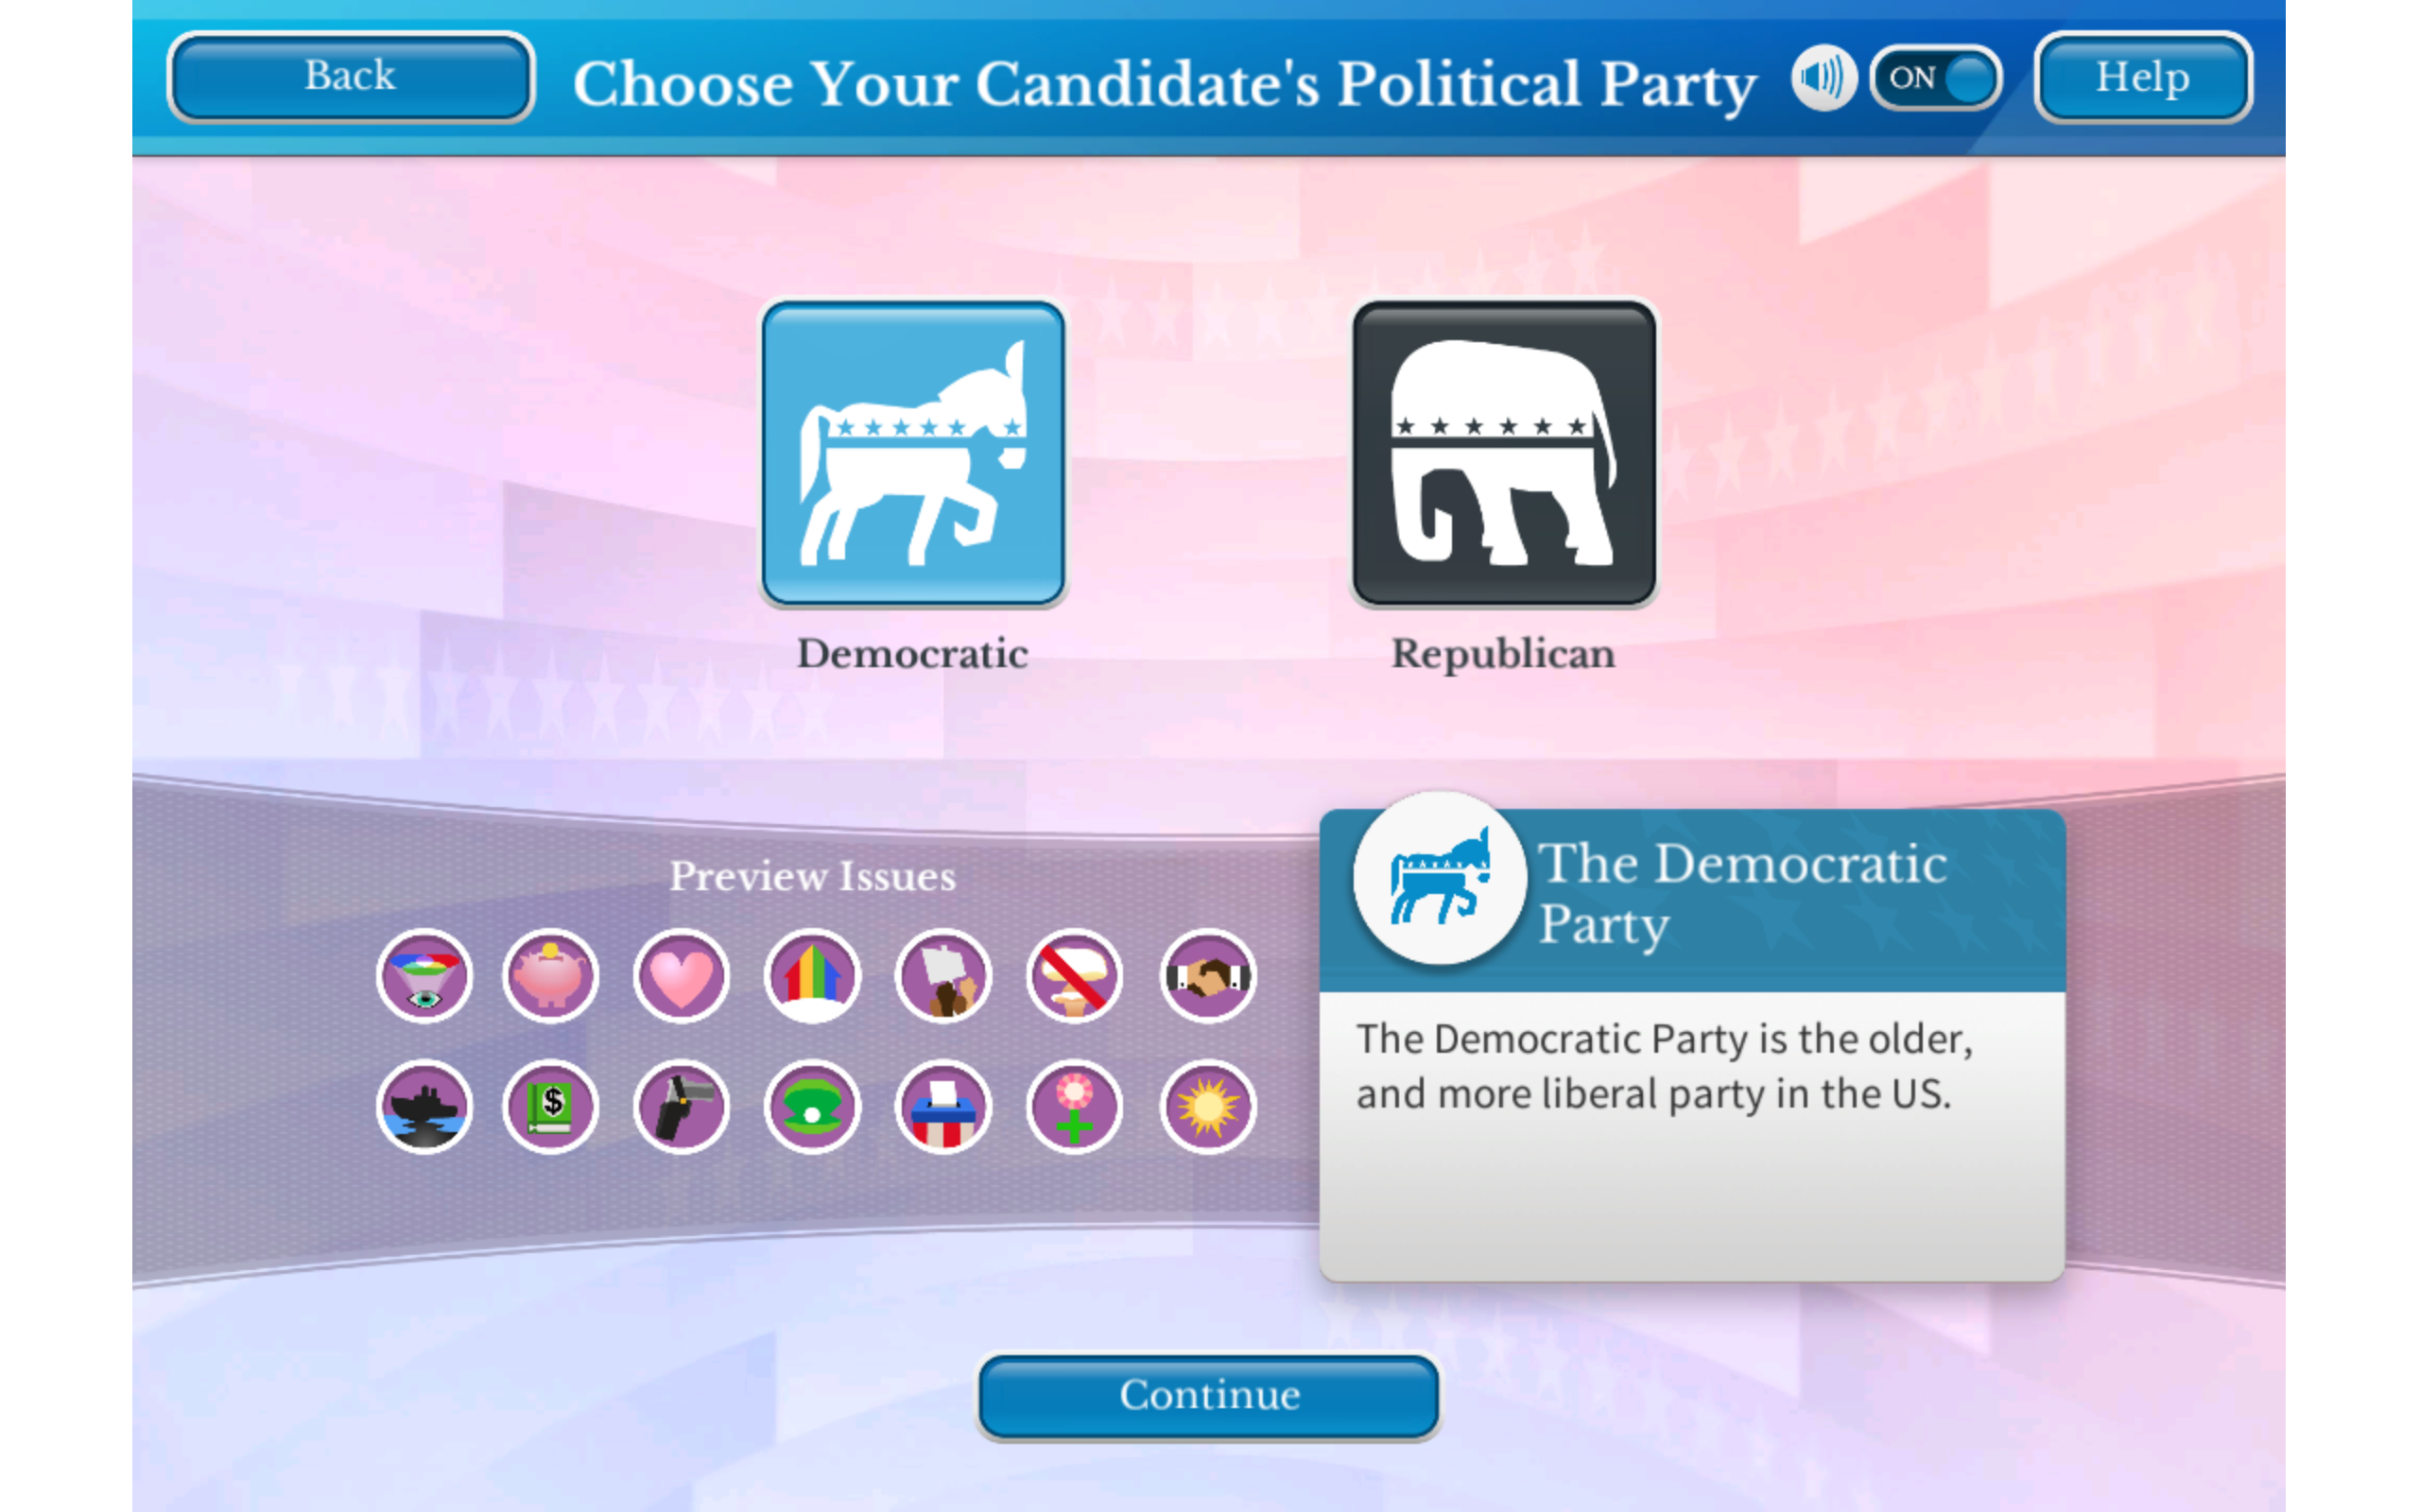 Back
Choose Your Candidate's Political Party
ON
Help
Democratic
Republican
Preview Issues
$
The Democratic
Party
The Democratic Party is the older,
and more liberal party in the US.
Continue